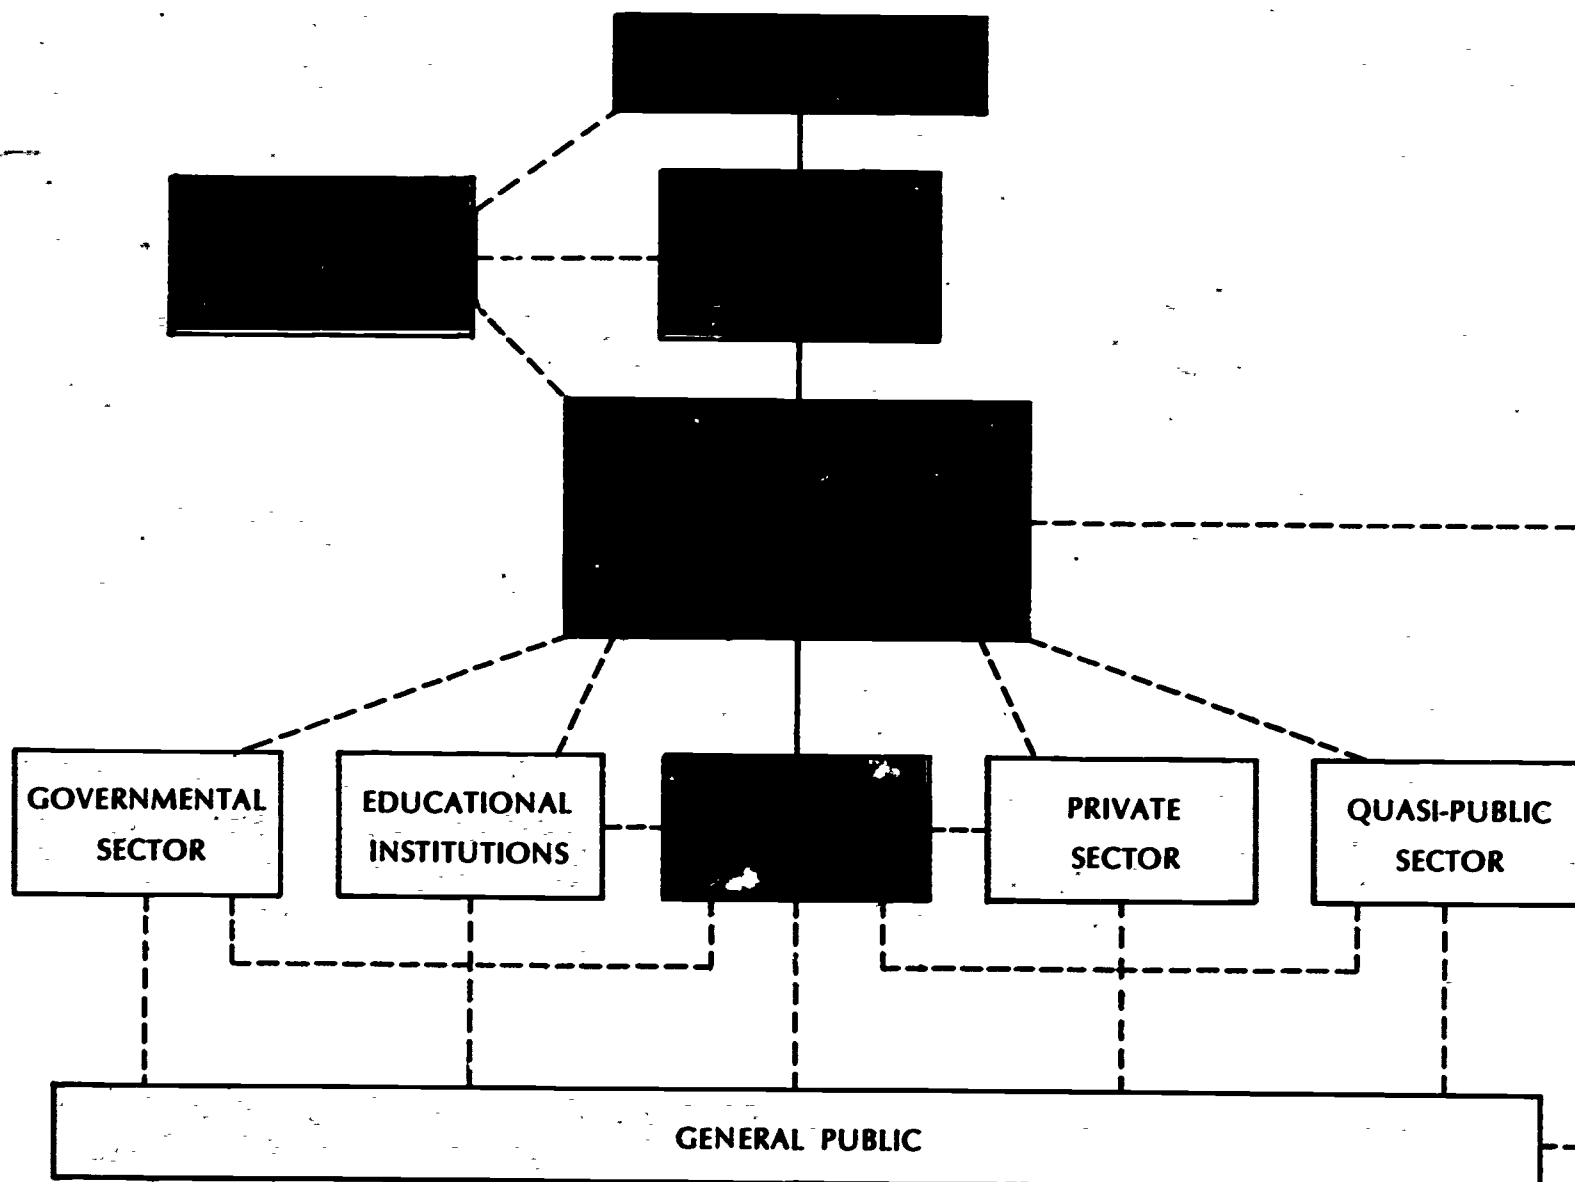 GOVERNMENTAL
SECTOR
EDUCATIONAL
INSTITUTIONS
PRIVATE
SECTOR
QUASI-PUBLIC
SECTOR
GENERAL PUBLIC